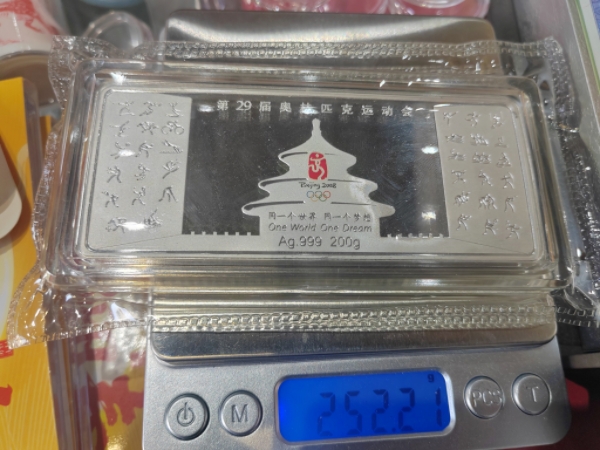 第29届奥林匹克运动会
Beijing 2008
同一个世界 同一个梦想
One World One Dream
Ag.999 200g
252.21
g
M
PCS
T